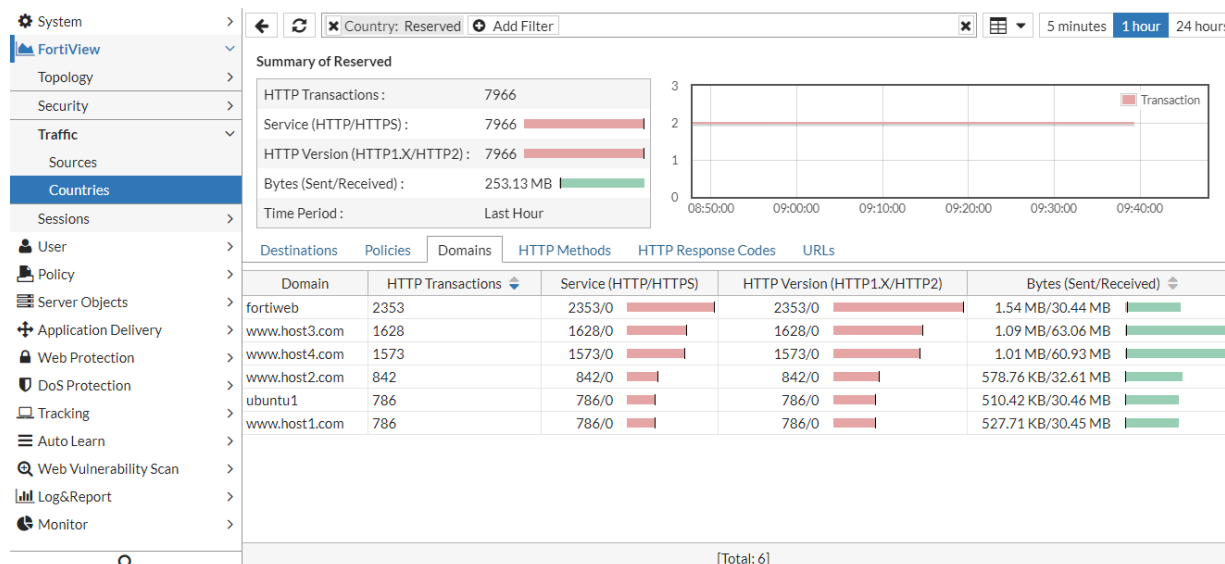 System
FortiView
Topology
Security
Traffic
Sources
Countries
Sessions
User
Policy
Server Objects
Application Delivery
Web Protection
DoS Protection
Tracking
Auto Learn
Web Vulnerability Scan
Log&Report
Monitor
Country: Reserved Add Filter 5 minutes 1 hour 24 hours
Summary of Reserved
HTTP Transactions : 7966
Service (HTTP/HTTPS) : 7966
HTTP Version (HTTP1.X/HTTP2) : 7966
Bytes (Sent/Received) : 253.13 MB
Time Period : Last Hour
3
2
1
0
Transaction
08:50:00 09:00:00 09:10:00 09:20:00 09:30:00 09:40:00
Destinations Policies Domains HTTP Methods HTTP Response Codes URLs
Domain HTTP Transactions Service (HTTP/HTTPS) HTTP Version (HTTP1.X/HTTP2) Bytes (Sent/Received)
fortiweb 2353 2353/0 2353/0 1.54 MB/30.44 MB
www.host3.com 1628 1628/0 1628/0 1.09 MB/63.06 MB
www.host4.com 1573 1573/0 1573/0 1.01 MB/60.93 MB
www.host2.com 842 842/0 842/0 578.76 KB/32.61 MB
ubuntu1 786 786/0 786/0 510.42 KB/30.46 MB
www.host1.com 786 786/0 786/0 527.71 KB/30.45 MB
[Total: 6]